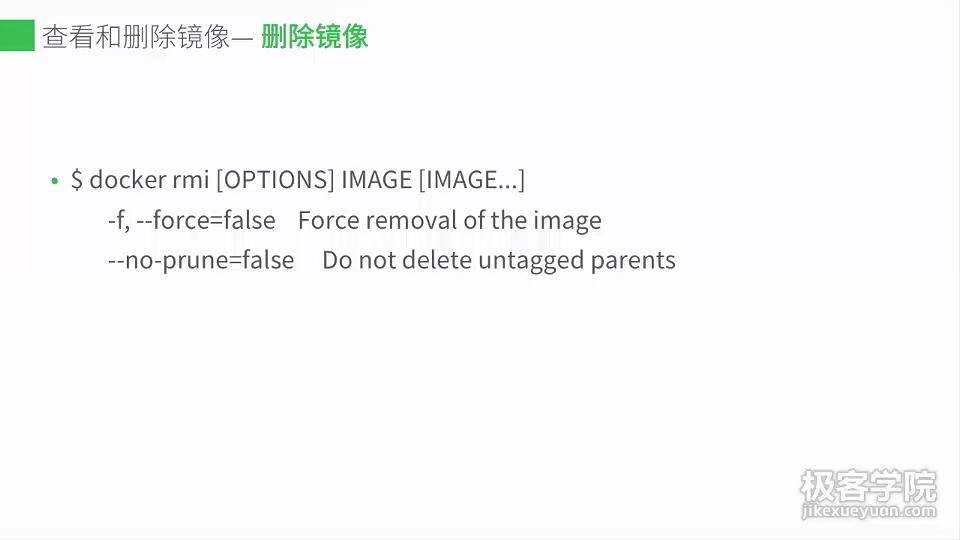 查看和删除镜像— 删除镜像
• $ docker rmi [OPTIONS] IMAGE [IMAGE...]
-f, --force=false Force removal of the image
--no-prune=false Do not delete untagged parents
极客学院
jikexueyuan.com